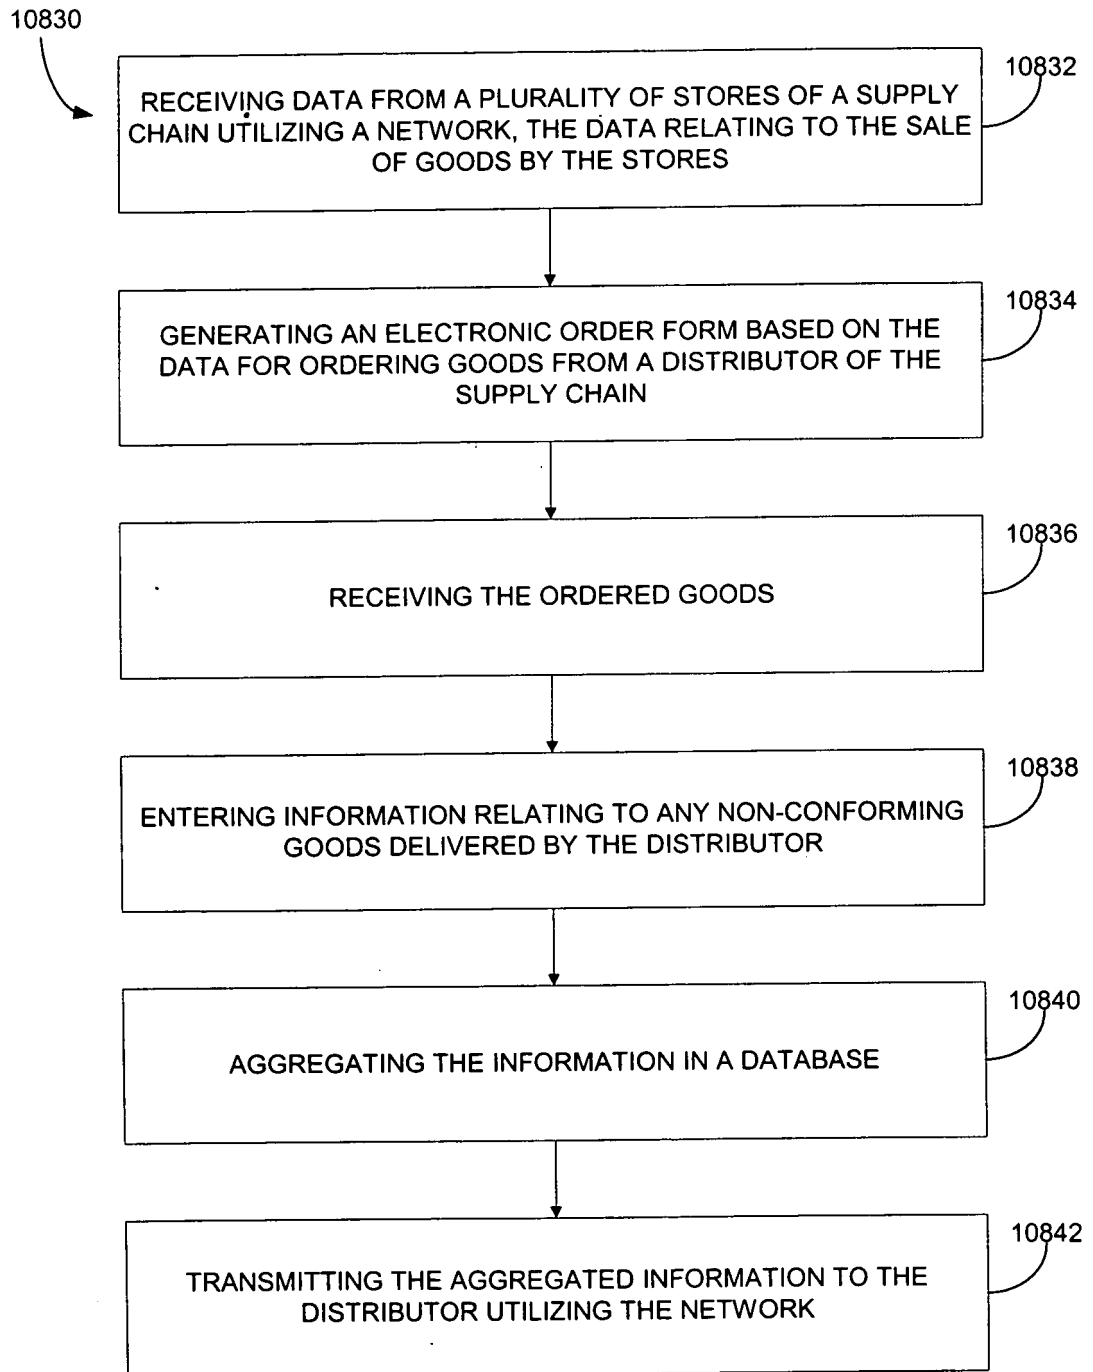 10830
10832
RECEIVING DATA FROM A PLURALITY OF STORES OF A SUPPLY
CHAIN UTILIZING A NETWORK, THE DATA RELATING TO THE SALE
OF GOODS BY THE STORES
10834
GENERATING AN ELECTRONIC ORDER FORM BASED ON THE
DATA FOR ORDERING GOODS FROM A DISTRIBUTOR OF THE
SUPPLY CHAIN
10836
RECEIVING THE ORDERED GOODS
10838
ENTERING INFORMATION RELATING TO ANY NON-CONFORMING
GOODS DELIVERED BY THE DISTRIBUTOR
10840
AGGREGATING THE INFORMATION IN A DATABASE
10842
TRANSMITTING THE AGGREGATED INFORMATION TO THE
DISTRIBUTOR UTILIZING THE NETWORK